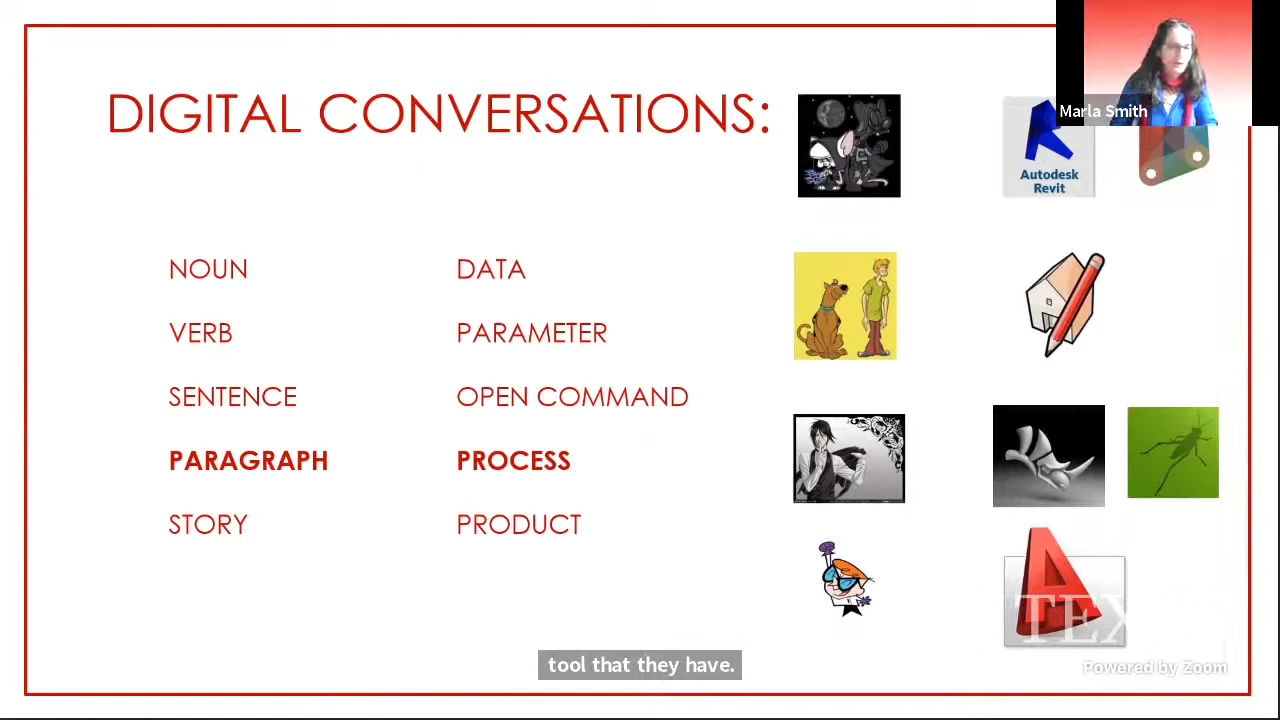 DIGITAL CONVERSATIONS:
Marla Smith
Autodesk
Revit
NOUN DATA
VERB PARAMETER
SENTENCE OPEN COMMAND
PARAGRAPH PROCESS
STORY PRODUCT
TEX
tool that they have.
Powered by Zoom